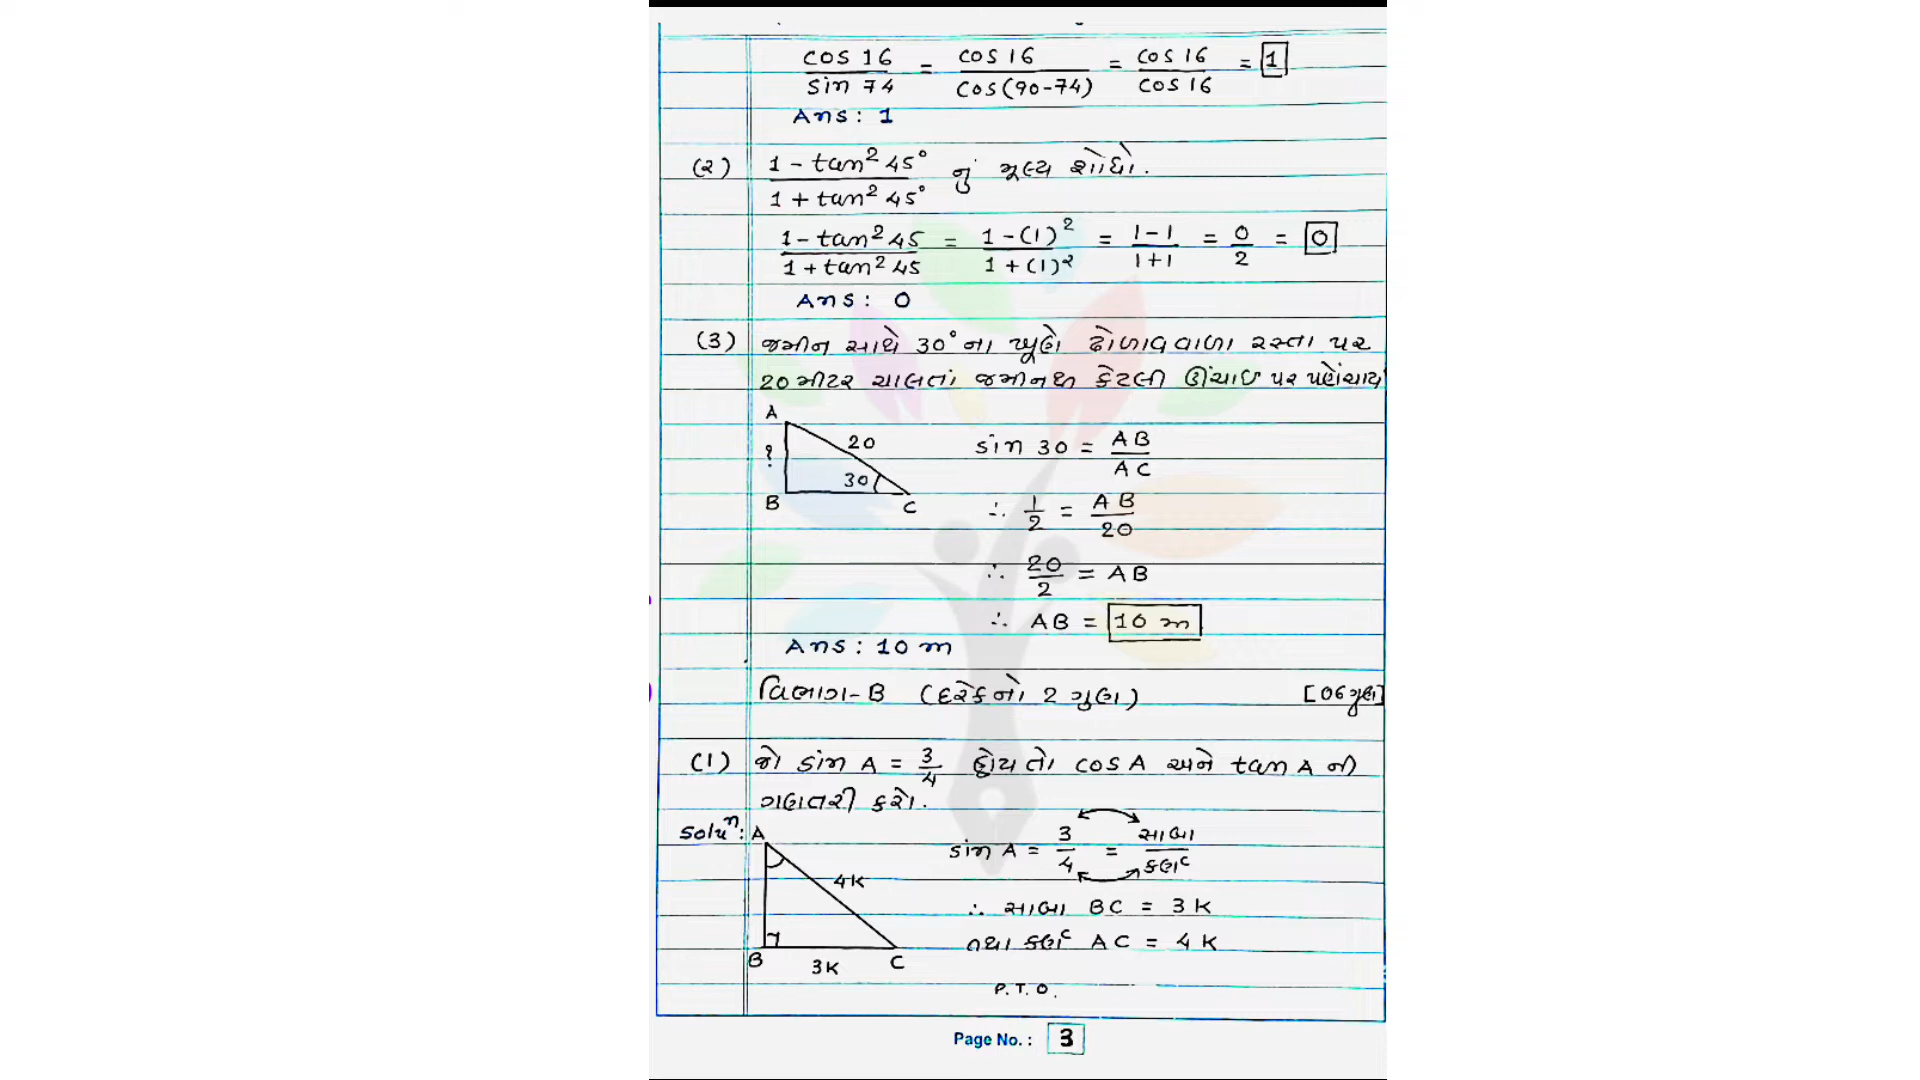 cos 16 / sin 74 = cos 16 / cos(90-74) = cos 16 / cos 16 = 1
Ans: 1
(૨) 1 - tan² 45° / 1 + tan² 45° નું મૂલ્ય શોધો.
1 - tan² 45 / 1 + tan² 45 = 1 - (1)² / 1 + (1)² = 1-1 / 1+1 = 0 / 2 = 0
Ans: 0
(3) જમીન સાથે 30° ના ખૂણે ઢોળાવવાળા રસ્તા પર
20 મીટર ચાલતાં જમીનથી કેટલી ઊંચાઇ પર પહોંચાય
A
20
sin 30 = AB / AC
?
30
B
C
∴ 1/2 = AB / 20
∴ 20 / 2 = AB
∴ AB = 10 m
Ans: 10 m
વિભાગ-B (દરેકનો 2 ગુણ) [06 ગુણ]
(1) જો sin A = 3/4 હોય તો cos A અને tan A ની
ગણતરી કરો.
Soluⁿ: A
sin A = 3/4 = સાબા / કર્ણ
4K
∴ સાબા BC = 3K
તથા કર્ણ AC = 4K
B
3K
C
P.T.O.
Page No. : 3